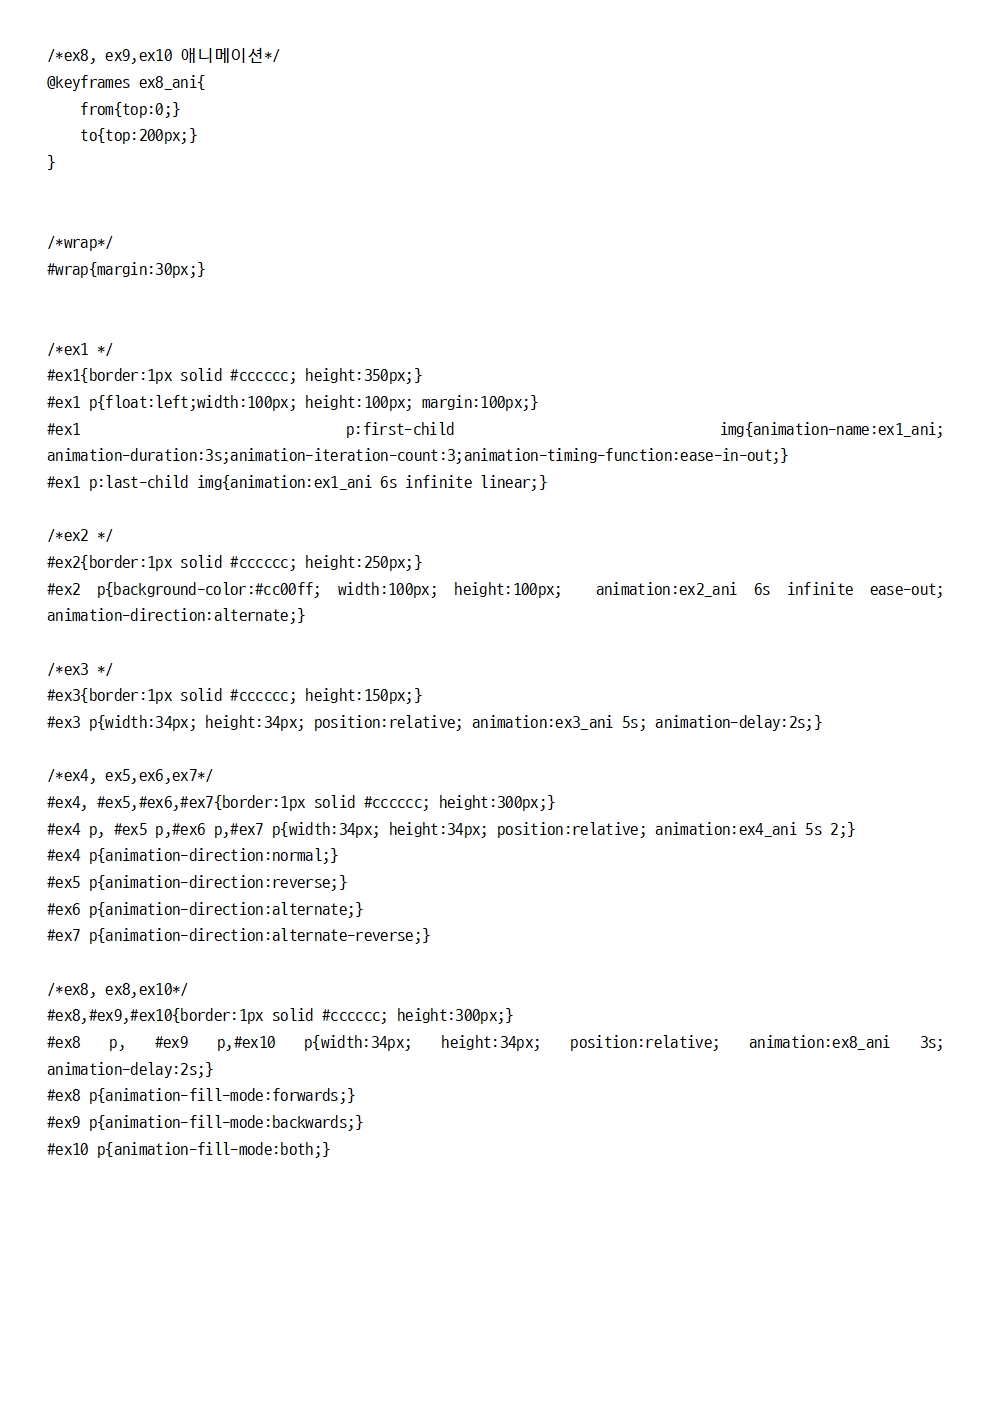 /*ex8, ex9,ex10 애니메이션*/
@keyframes ex8_ani{
    from{top:0;}
    to{top:200px;}
}
/*wrap*/
#wrap{margin:30px;}
/*ex1 */
#ex1{border:1px solid #cccccc; height:350px;}
#ex1 p{float:left;width:100px; height:100px; margin:100px;}
#ex1 p:first-child img{animation-name:ex1_ani;
animation-duration:3s;animation-iteration-count:3;animation-timing-function:ease-in-out;}
#ex1 p:last-child img{animation:ex1_ani 6s infinite linear;}
/*ex2 */
#ex2{border:1px solid #cccccc; height:250px;}
#ex2 p{background-color:#cc00ff; width:100px; height:100px; animation:ex2_ani 6s infinite ease-out;
animation-direction:alternate;}
/*ex3 */
#ex3{border:1px solid #cccccc; height:150px;}
#ex3 p{width:34px; height:34px; position:relative; animation:ex3_ani 5s; animation-delay:2s;}
/*ex4, ex5,ex6,ex7*/
#ex4, #ex5,#ex6,#ex7{border:1px solid #cccccc; height:300px;}
#ex4 p, #ex5 p,#ex6 p,#ex7 p{width:34px; height:34px; position:relative; animation:ex4_ani 5s 2;}
#ex4 p{animation-direction:normal;}
#ex5 p{animation-direction:reverse;}
#ex6 p{animation-direction:alternate;}
#ex7 p{animation-direction:alternate-reverse;}
/*ex8, ex8,ex10*/
#ex8,#ex9,#ex10{border:1px solid #cccccc; height:300px;}
#ex8 p, #ex9 p,#ex10 p{width:34px; height:34px; position:relative; animation:ex8_ani 3s;
animation-delay:2s;}
#ex8 p{animation-fill-mode:forwards;}
#ex9 p{animation-fill-mode:backwards;}
#ex10 p{animation-fill-mode:both;}